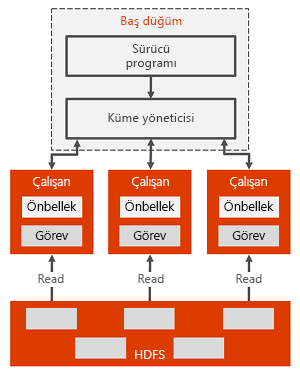 Baş düğüm
Sürücü
programı
Küme yöneticisi
Çalışan
Çalışan
Çalışan
Önbellek
Önbellek
Önbellek
Görev
Görev
Görev
Read
Read
Read
HDFS